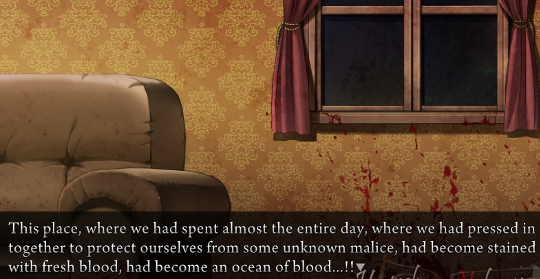 This place, where we had spent almost the entire day, where we had pressed in
together to protect ourselves from some unknown malice, had become stained
with fresh blood, had become an ocean of blood...!!